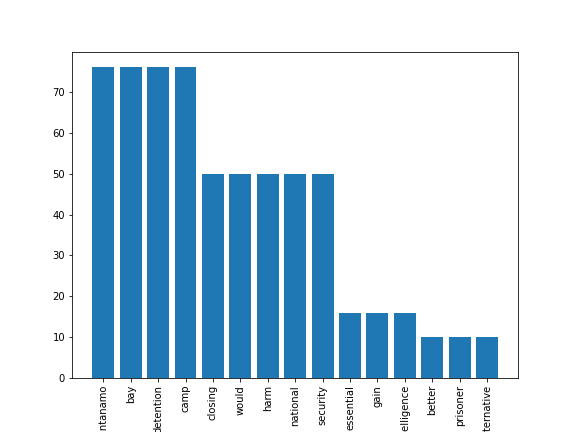 70
60
50
40
30
20
10
0
ntanamo
bay
detention
camp
closing
would
harm
national
security
essential
gain
elligence
better
prisoner
ternative